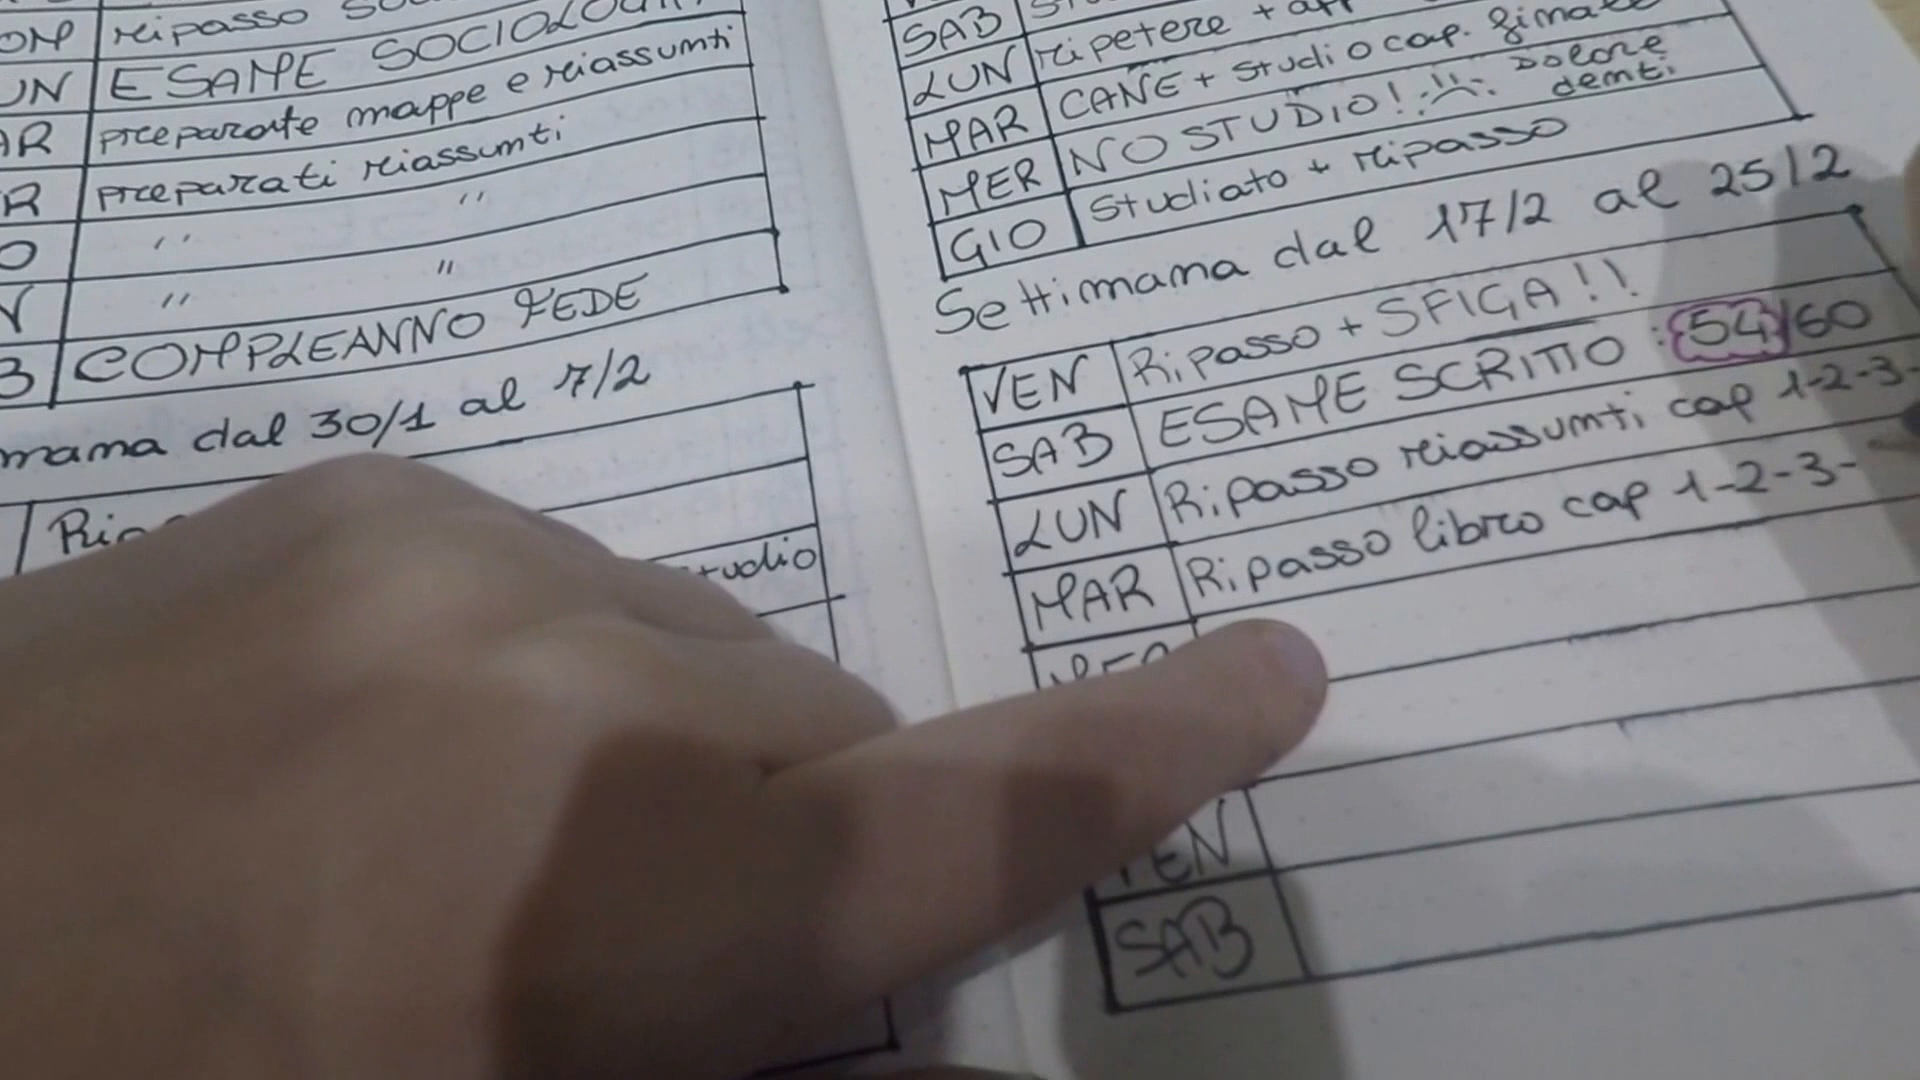 ripasso
ESAME SOCIOLOGIA
preparate mappe e riassunti
preparati riassunti
" "
" "
COMPLEANNO FEDE
mana dal 30/1 al 7/2
studio
SAB
LUN ripetere +
MAR CANE + studio cap. finale
MER NO STUDIO! :( Dolore denti
GIO studiato + ripasso
Settimana dal 17/2 al 25/2
VEN Ripasso + SFIGA!!
SAB ESAME SCRITTO: 54/60
LUN Ripasso riassunti cap 1-2-3-
MAR Ripasso libro cap 1-2-3-
VEN
SAB